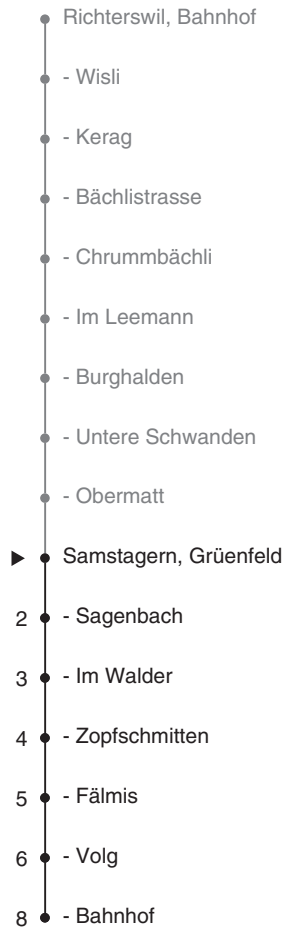 Richterswil, Bahnhof
- Wisli
- Kerag
- Bächlistrasse
- Chrummbächli
- Im Leemann
- Burghalden
- Untere Schwanden
- Obermatt
Samstagern, Grüenfeld
2 - Sagenbach
3 - Im Walder
4 - Zopfschmitten
5 - Fälmis
6 - Volg
8 - Bahnhof